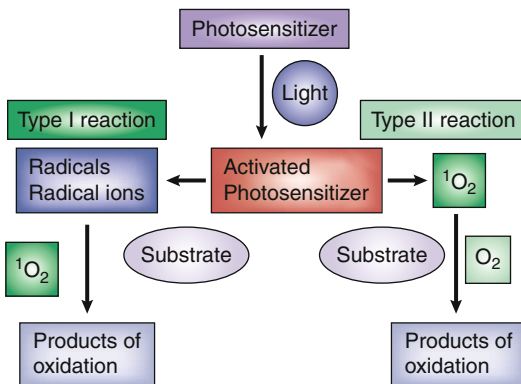 Photosensitizer
Light
Type I reaction
Type II reaction
Radicals
Radical ions
Activated
Photosensitizer
¹O₂
Substrate
Substrate
¹O₂
O₂
Products of
oxidation
Products of
oxidation